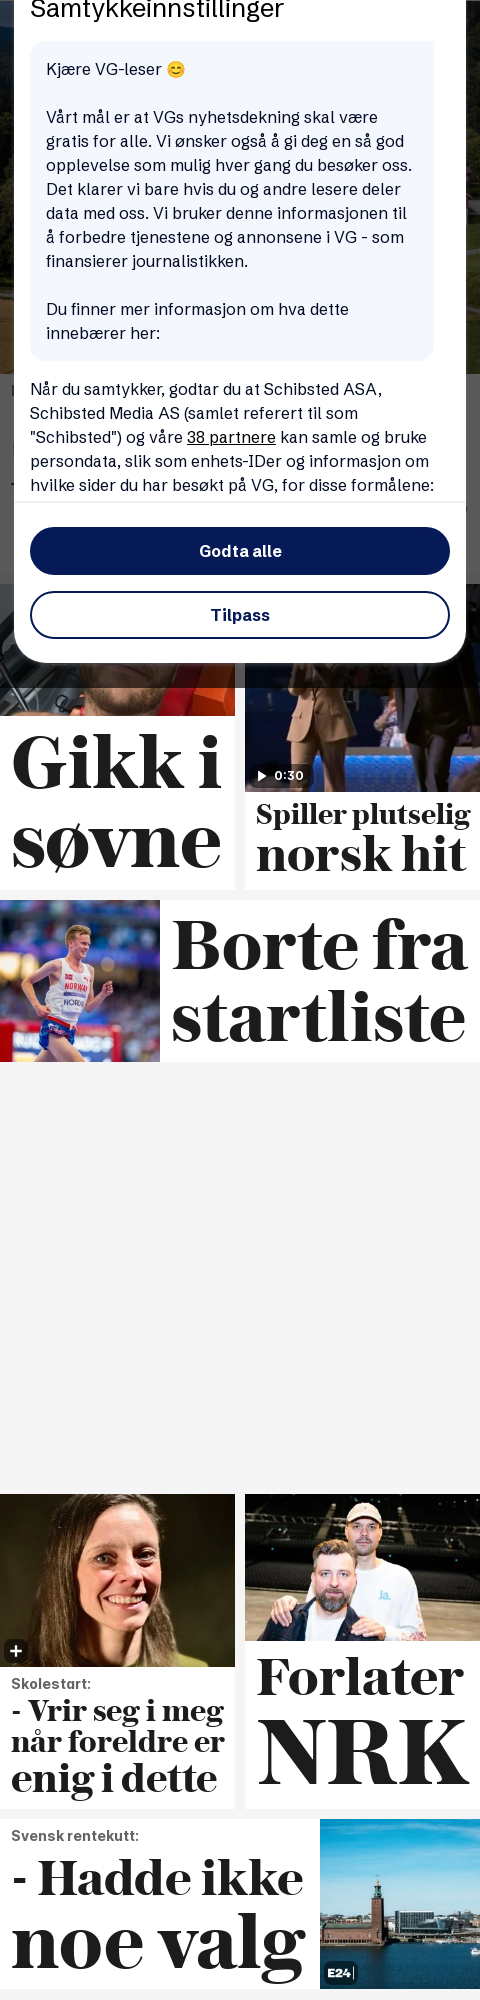 Samtykkeinnstillinger
Kjære VG-leser 😊
Vårt mål er at VGs nyhetsdekning skal være
gratis for alle. Vi ønsker også å gi deg en så god
opplevelse som mulig hver gang du besøker oss.
Det klarer vi bare hvis du og andre lesere deler
data med oss. Vi bruker denne informasjonen til
å forbedre tjenestene og annonsene i VG - som
finansierer journalistikken.
Du finner mer informasjon om hva dette
innebærer her:
Når du samtykker, godtar du at Schibsted ASA,
Schibsted Media AS (samlet referert til som
"Schibsted") og våre 38 partnere kan samle og bruke
persondata, slik som enhets-IDer og informasjon om
hvilke sider du har besøkt på VG, for disse formålene:
Godta alle
Tilpass
Gikk i
søvne
0:30
Spiller plutselig
norsk hit
NORWAY
NORDÅS
Borte fra
startliste
Skolestart:
- Vrir seg i meg
når foreldre er
enig i dette
Ja.
Forlater
NRK
Svensk rentekutt:
- Hadde ikke
noe valg
E24